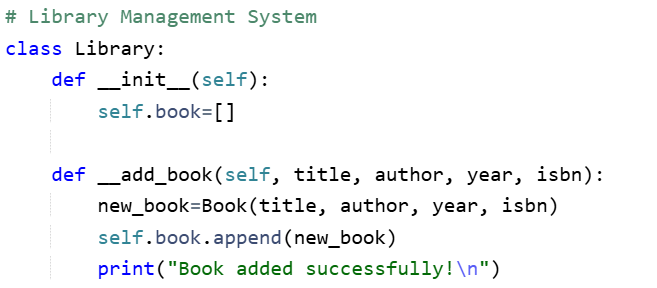 # Library Management System
class Library:
    def __init__(self):
        self.book=[]

    def __add_book(self, title, author, year, isbn):
        new_book=Book(title, author, year, isbn)
        self.book.append(new_book)
        print("Book added successfully!\n")